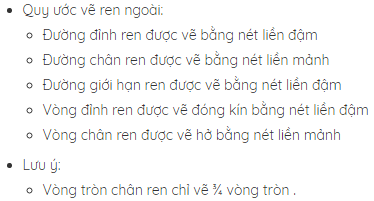 Quy ước vẽ ren ngoài:
Đường đỉnh ren được vẽ bằng nét liền đậm
Đường chân ren được vẽ bằng nét liền mảnh
Đường giới hạn ren được vẽ bằng nét liền đậm
Vòng đỉnh ren được vẽ đóng kín bằng nét liền đậm
Vòng chân ren được vẽ hở bằng nét liền mảnh
Lưu ý:
Vòng tròn chân ren chỉ vẽ ¾ vòng tròn .